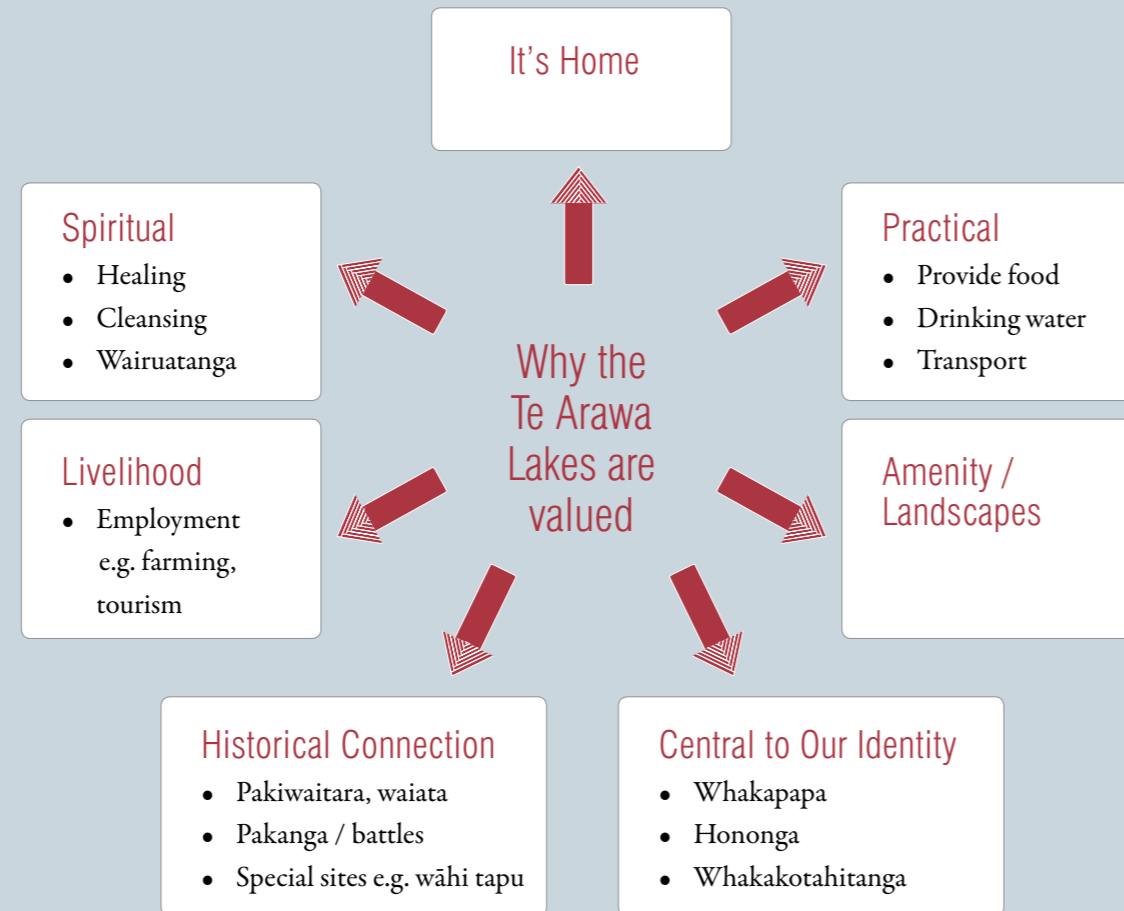 It's Home
Spiritual
• Healing
• Cleansing
• Wairuatanga
Practical
• Provide food
• Drinking water
• Transport
Why the
Te Arawa
Lakes are
valued
Livelihood
• Employment
e.g. farming,
tourism
Amenity /
Landscapes
Historical Connection
• Pakiwaitara, waiata
• Pakanga / battles
• Special sites e.g. wāhi tapu
Central to Our Identity
• Whakapapa
• Hononga
• Whakakotahitanga